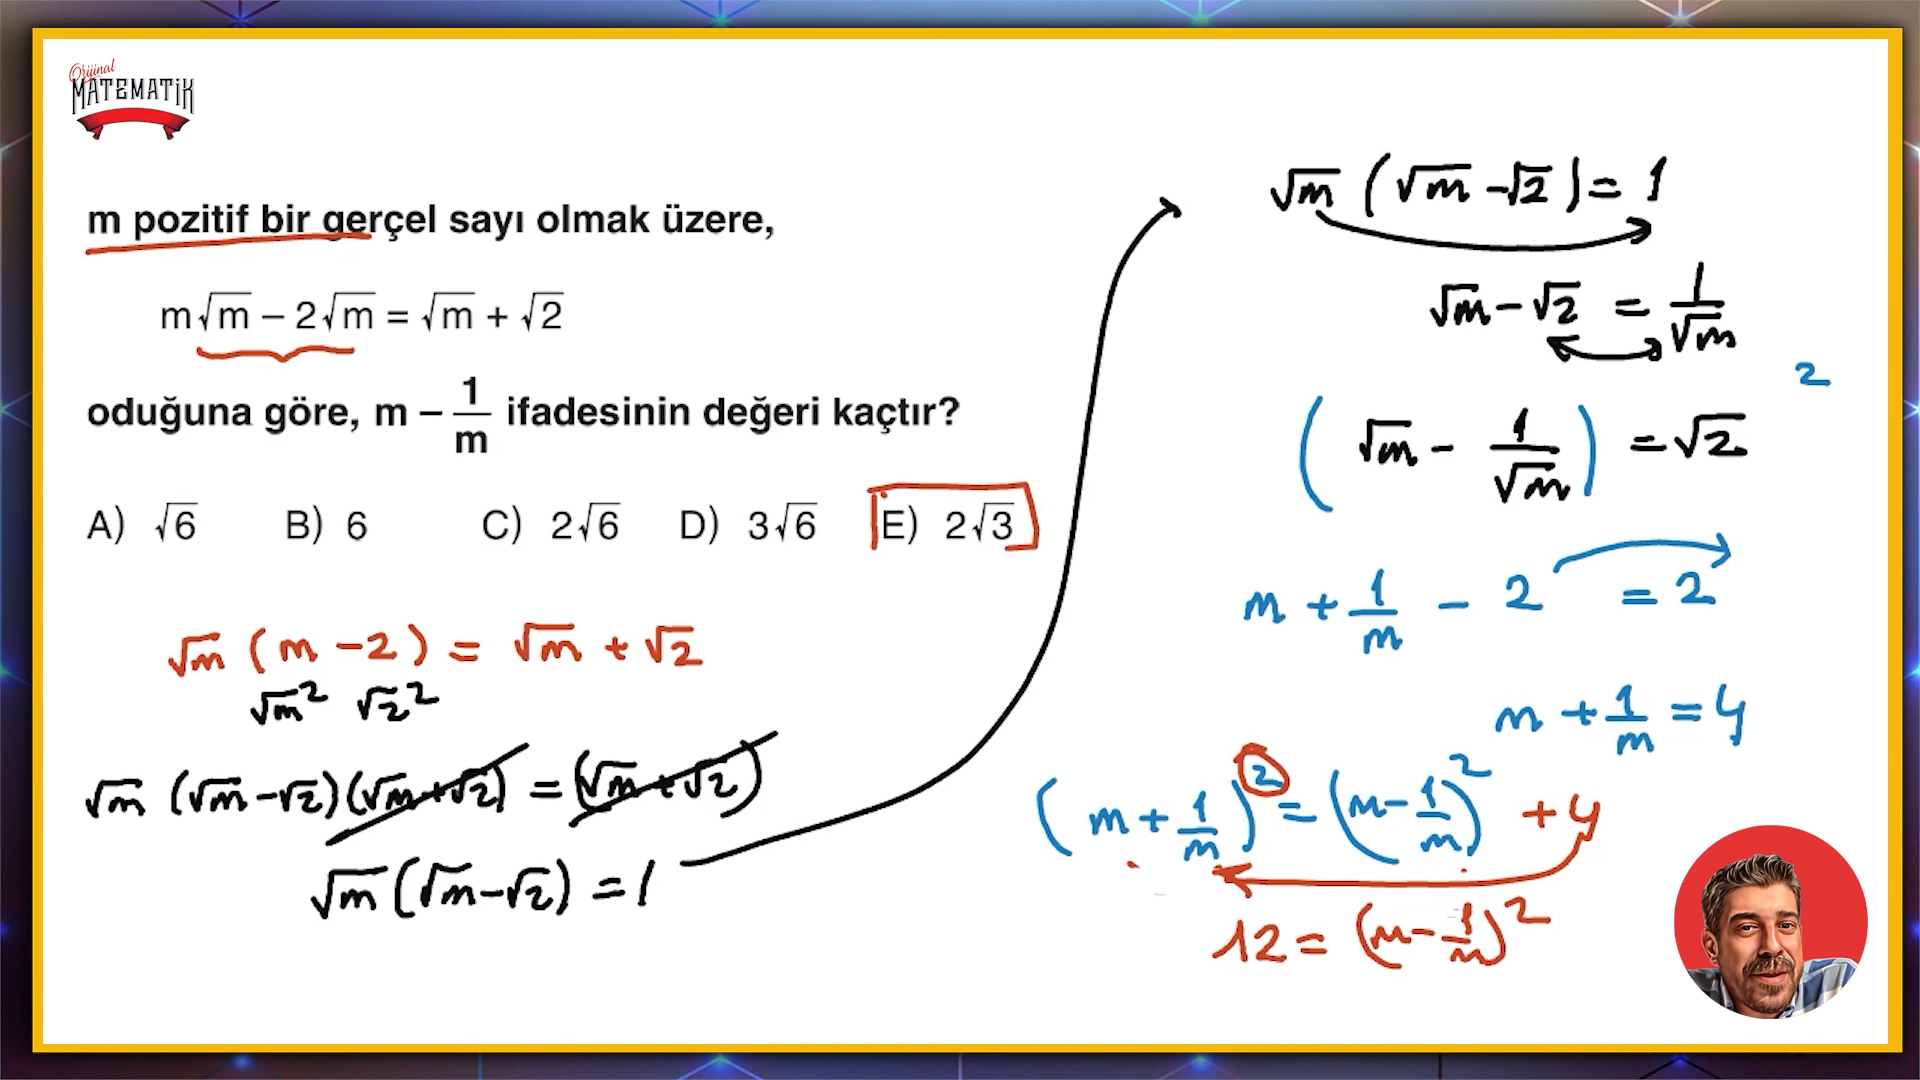 Orijinal
MATEMATİK
m pozitif bir gerçel sayı olmak üzere,
m√m − 2√m = √m + √2
oduğuna göre, m − 1/m ifadesinin değeri kaçtır?
A) √6 B) 6 C) 2√6 D) 3√6 E) 2√3
√m (m − 2) = √m + √2
√m² √2²
√m (√m − √2)(√m + √2) = (√m + √2)
√m (√m − √2) = 1
√m (√m − √2) = 1
√m − √2 = 1/√m
(√m − 1/√m) = √2 ²
m + 1/m − 2 = 2
m + 1/m = 4
(m + 1/m)² = (m − 1/m)² + 4
12 = (m − 1/m)²